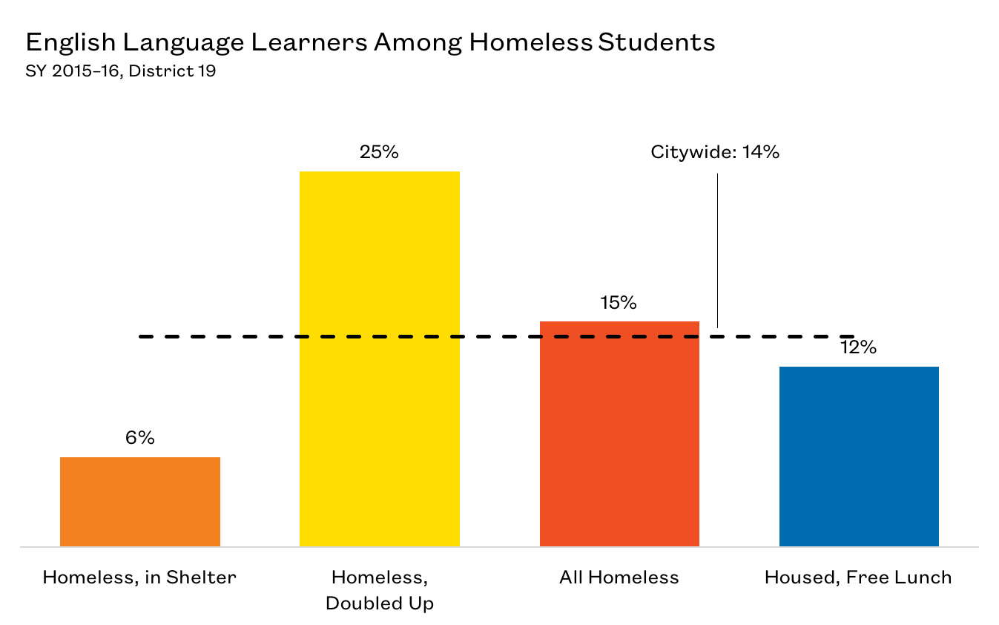 English Language Learners Among Homeless Students
SY 2015–16, District 19
25%
Citywide: 14%
15%
12%
6%
Homeless, in Shelter
Homeless,
Doubled Up
All Homeless
Housed, Free Lunch